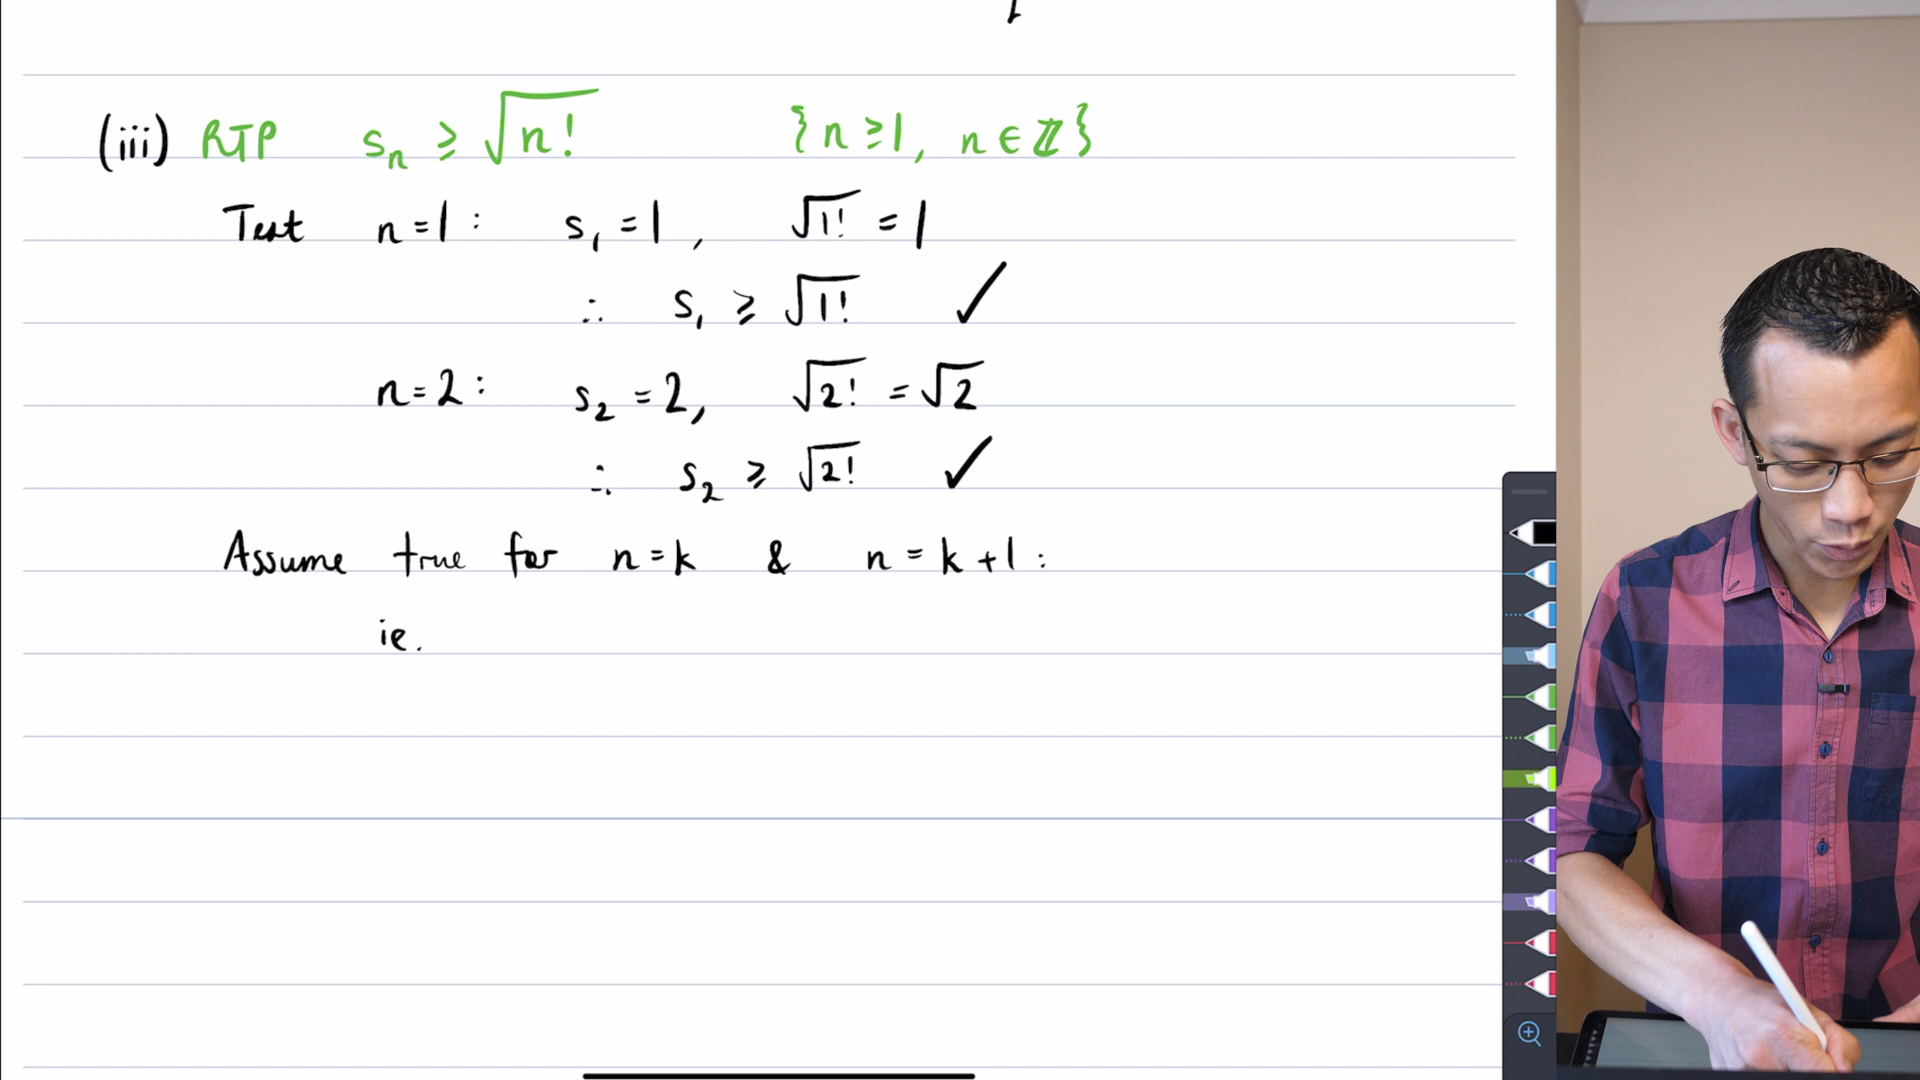 (iii) RTP sₙ ≥ √n! {n ≥ 1, n ∈ ℤ}
Test n = 1 : s₁ = 1 , √1! = 1
∴ s₁ ≥ √1! ✓
n = 2 : s₂ = 2, √2! = √2
∴ s₂ ≥ √2! ✓
Assume true for n = k & n = k + 1 :
ie.